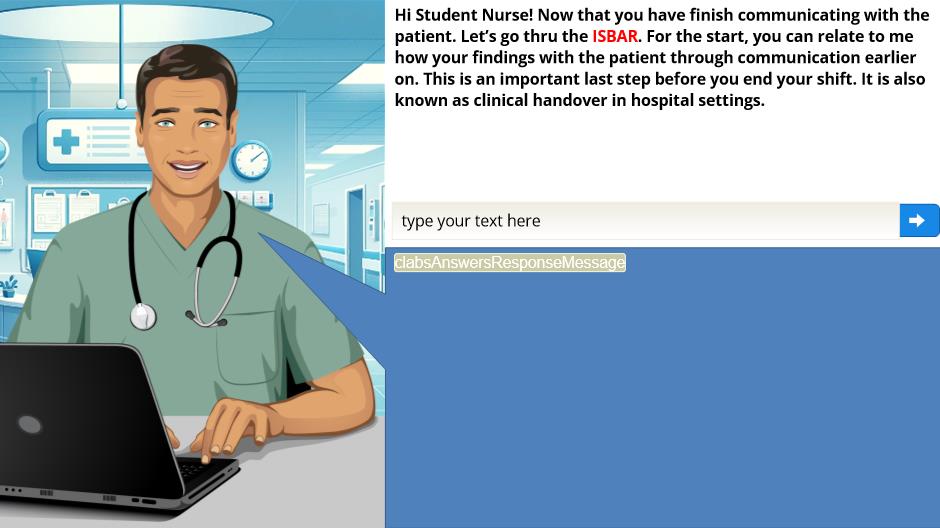 Hi Student Nurse! Now that you have finish communicating with the
patient. Let’s go thru the ISBAR. For the start, you can relate to me
how your findings with the patient through communication earlier
on. This is an important last step before you end your shift. It is also
known as clinical handover in hospital settings.
type your text here
clabsAnswersResponseMessage